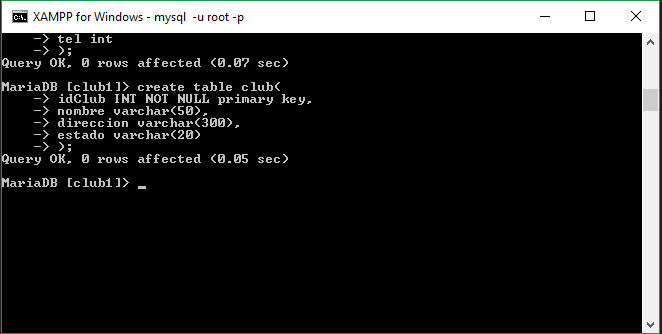 XAMPP for Windows - mysql  -u root -p
    -> tel int
    -> );
Query OK, 0 rows affected (0.07 sec)

MariaDB [club1]> create table club(
    -> idClub INT NOT NULL primary key,
    -> nombre varchar(50),
    -> direccion varchar(300),
    -> estado varchar(20)
    -> );
Query OK, 0 rows affected (0.05 sec)

MariaDB [club1]> _